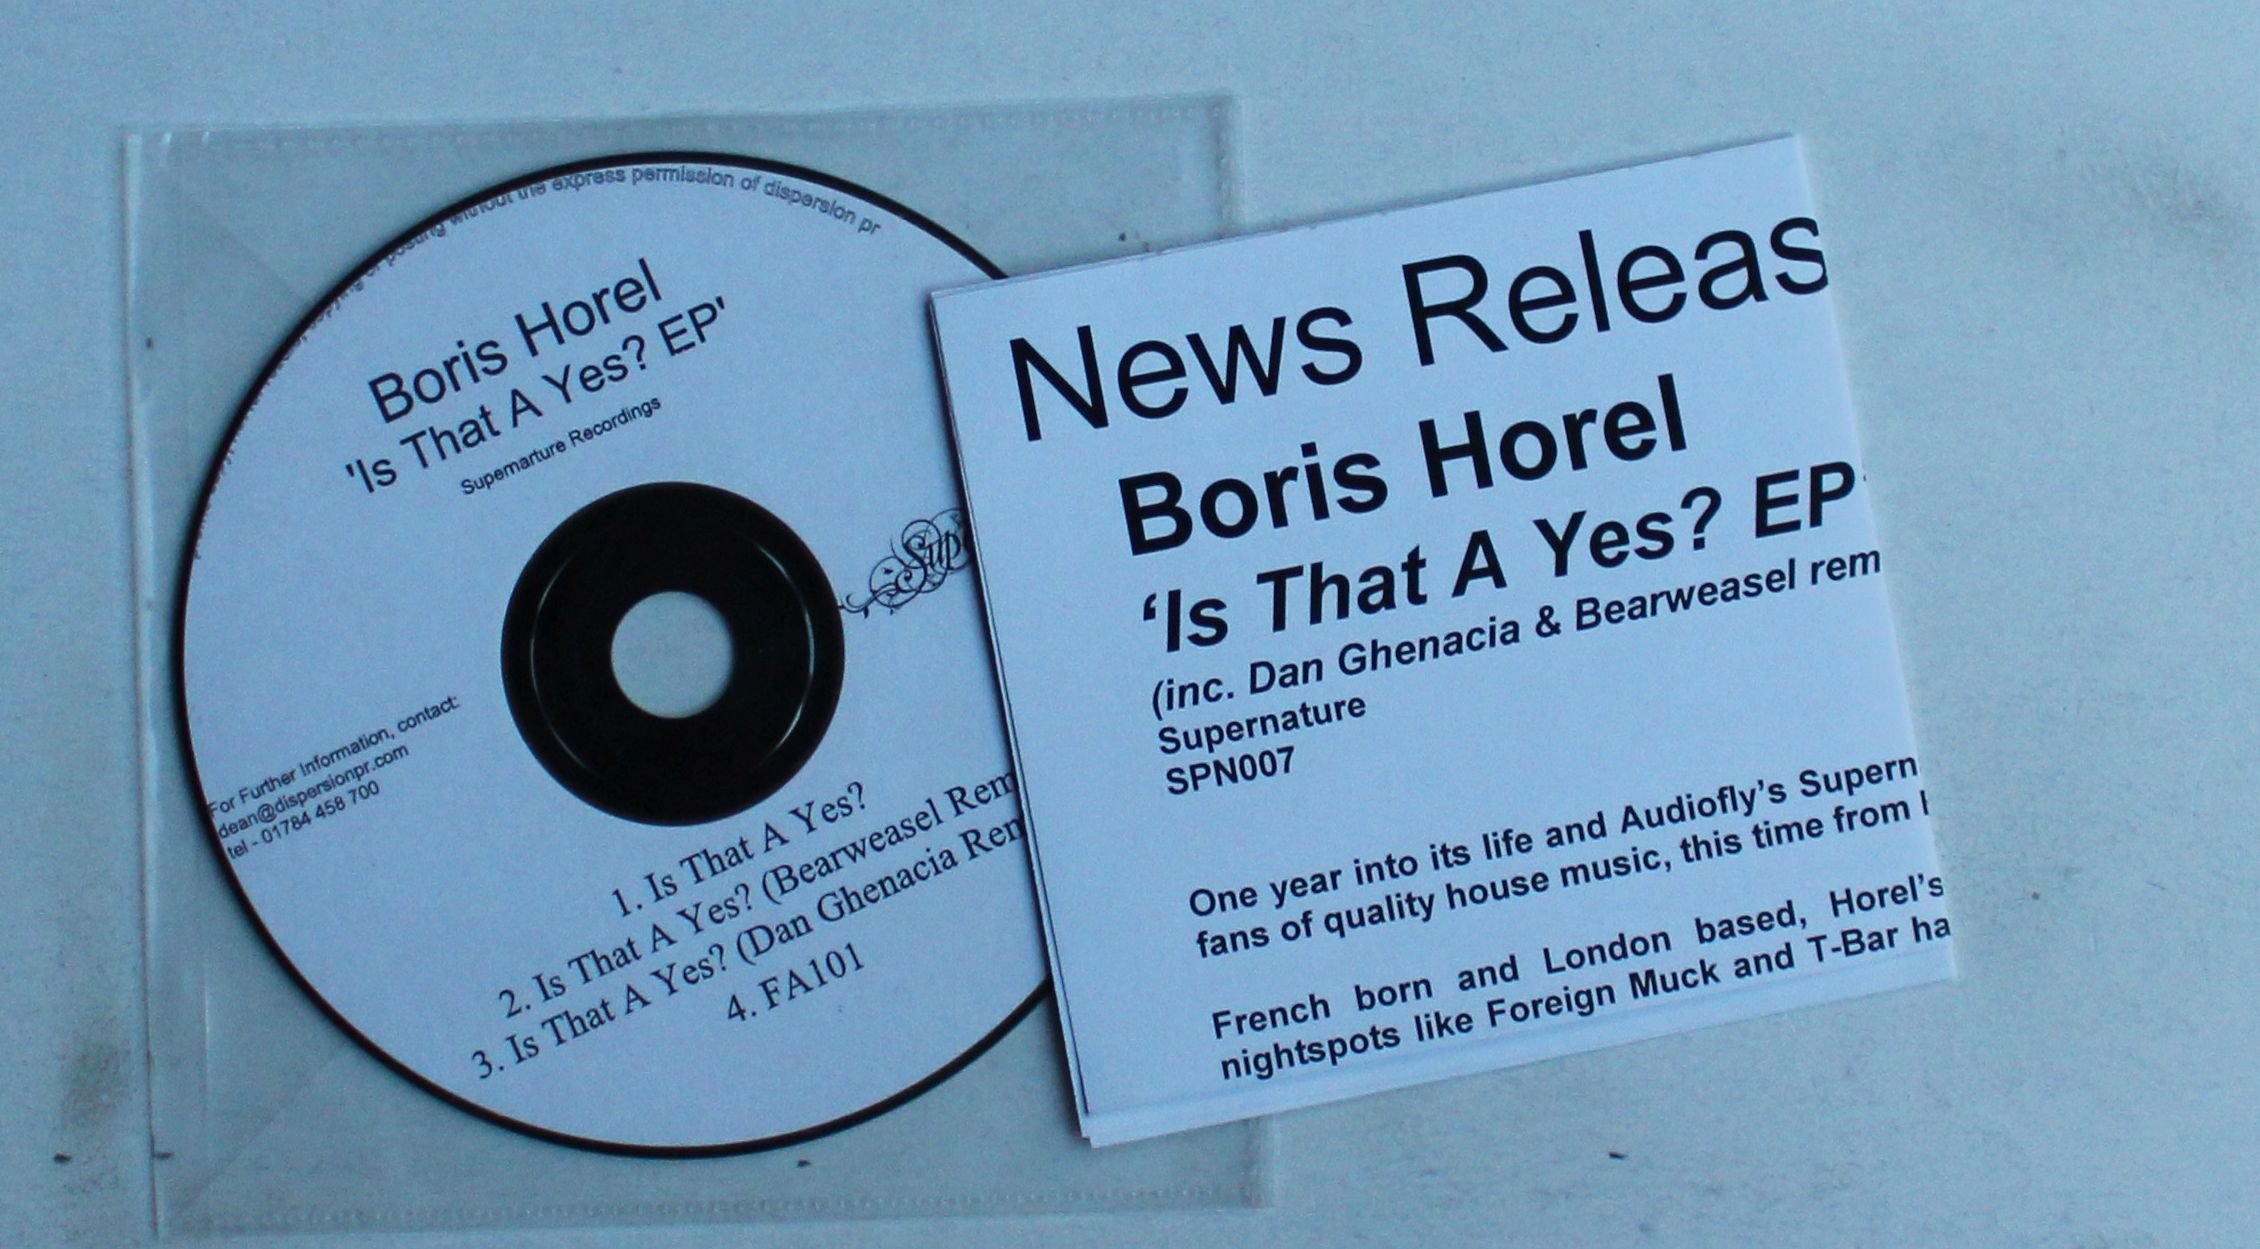 posting without the express permission of dispersion pr
Boris Horel
'Is That A Yes? EP'
Supernarture Recordings
Supe
For Further Information, contact:
dean@dispersionpr.com
tel - 01784 458 700
1. Is That A Yes?
2. Is That A Yes? (Bearweasel Rem
3. Is That A Yes? (Dan Ghenacia Rem
4. FA101
News Releas
Boris Horel
‘Is That A Yes? EP’
(inc. Dan Ghenacia & Bearweasel rem
Supernature
SPN007
One year into its life and Audiofly’s Supern
fans of quality house music, this time from
French born and London based, Horel’s
nightspots like Foreign Muck and T-Bar ha